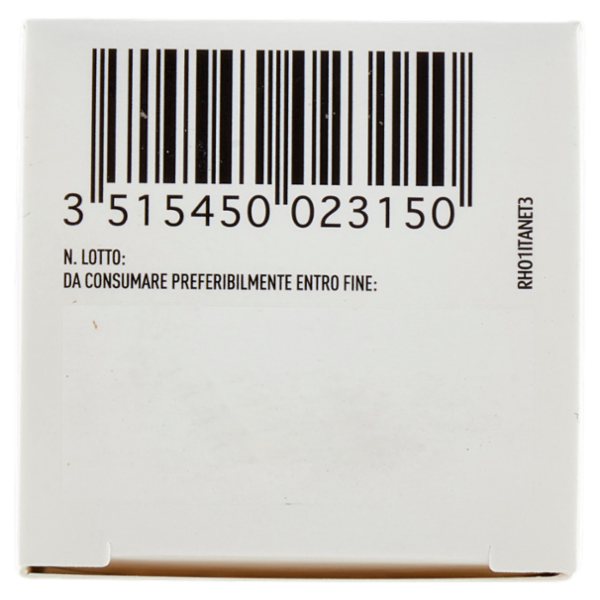 3 515450 023150
N. LOTTO:
DA CONSUMARE PREFERIBILMENTE ENTRO FINE:
RHO1ITANET3